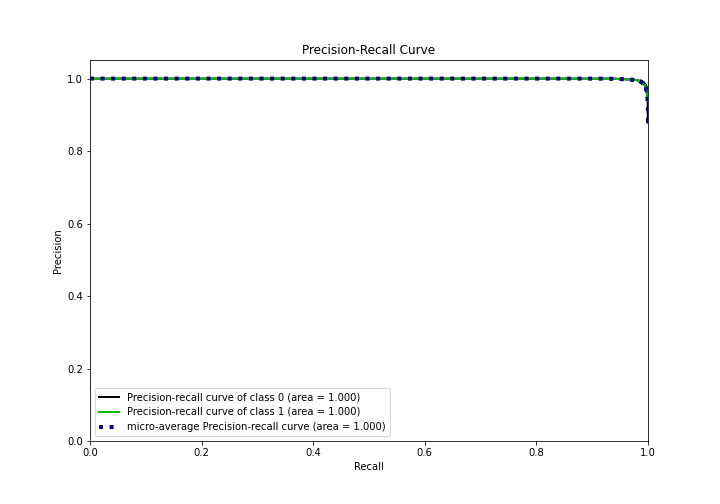 Precision-Recall Curve
1.0
0.8
0.6
0.4
0.2
0.0
Precision
Precision-recall curve of class 0 (area = 1.000)
Precision-recall curve of class 1 (area = 1.000)
micro-average Precision-recall curve (area = 1.000)
0.0 0.2 0.4 0.6 0.8 1.0
Recall